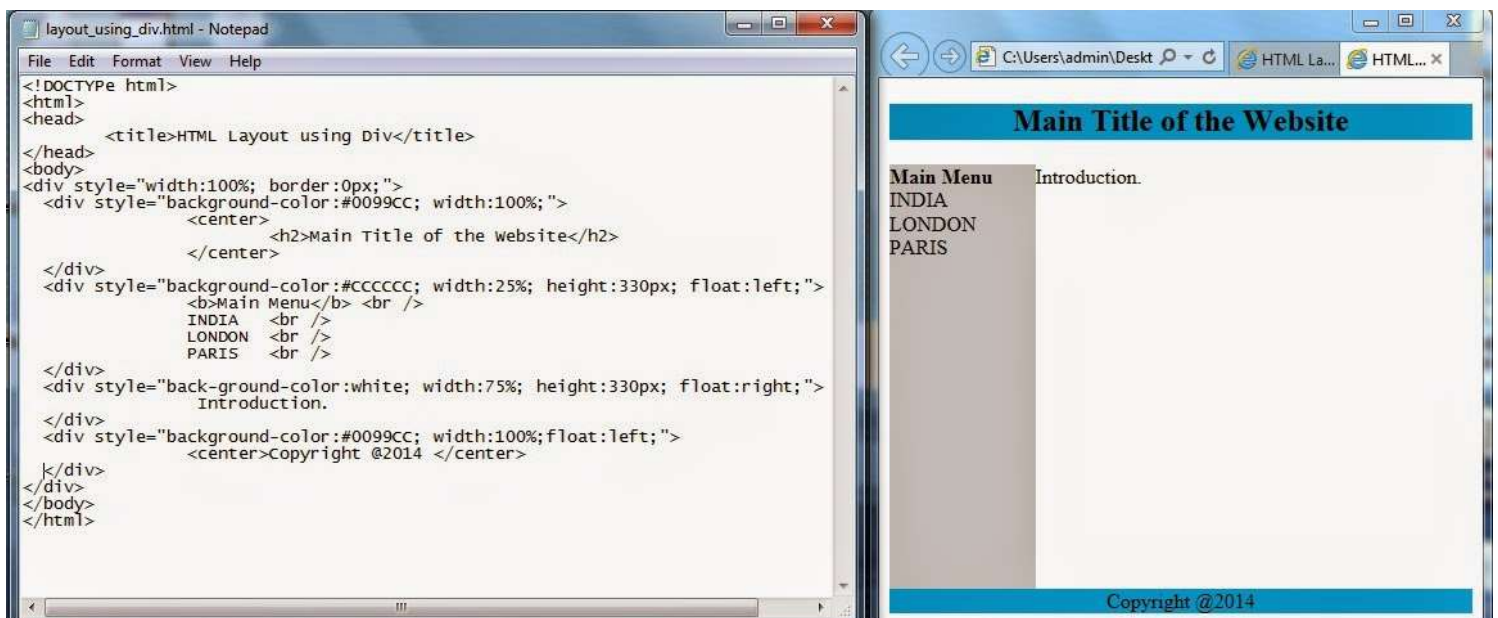 layout_using_div.html - Notepad
File Edit Format View Help
<!DOCTYPe html>
<html>
<head>
<title>HTML Layout using Div</title>
</head>
<body>
<div style="width:100%; border:0px;">
<div style="background-color:#0099CC; width:100%;">
<center>
<h2>Main Title of the Website</h2>
</center>
</div>
<div style="background-color:#CCCCCC; width:25%; height:330px; float:left;">
<b>Main Menu</b> <br />
INDIA <br />
LONDON <br />
PARIS <br />
</div>
<div style="back-ground-color:white; width:75%; height:330px; float:right;">
Introduction.
</div>
<div style="background-color:#0099CC; width:100%;float:left;">
<center>Copyright @2014 </center>
</div>
</div>
</body>
</html>
C:\Users\admin\Deskt
HTML La...
HTML...
Main Title of the Website
Main Menu
INDIA
LONDON
PARIS
Introduction.
Copyright @2014